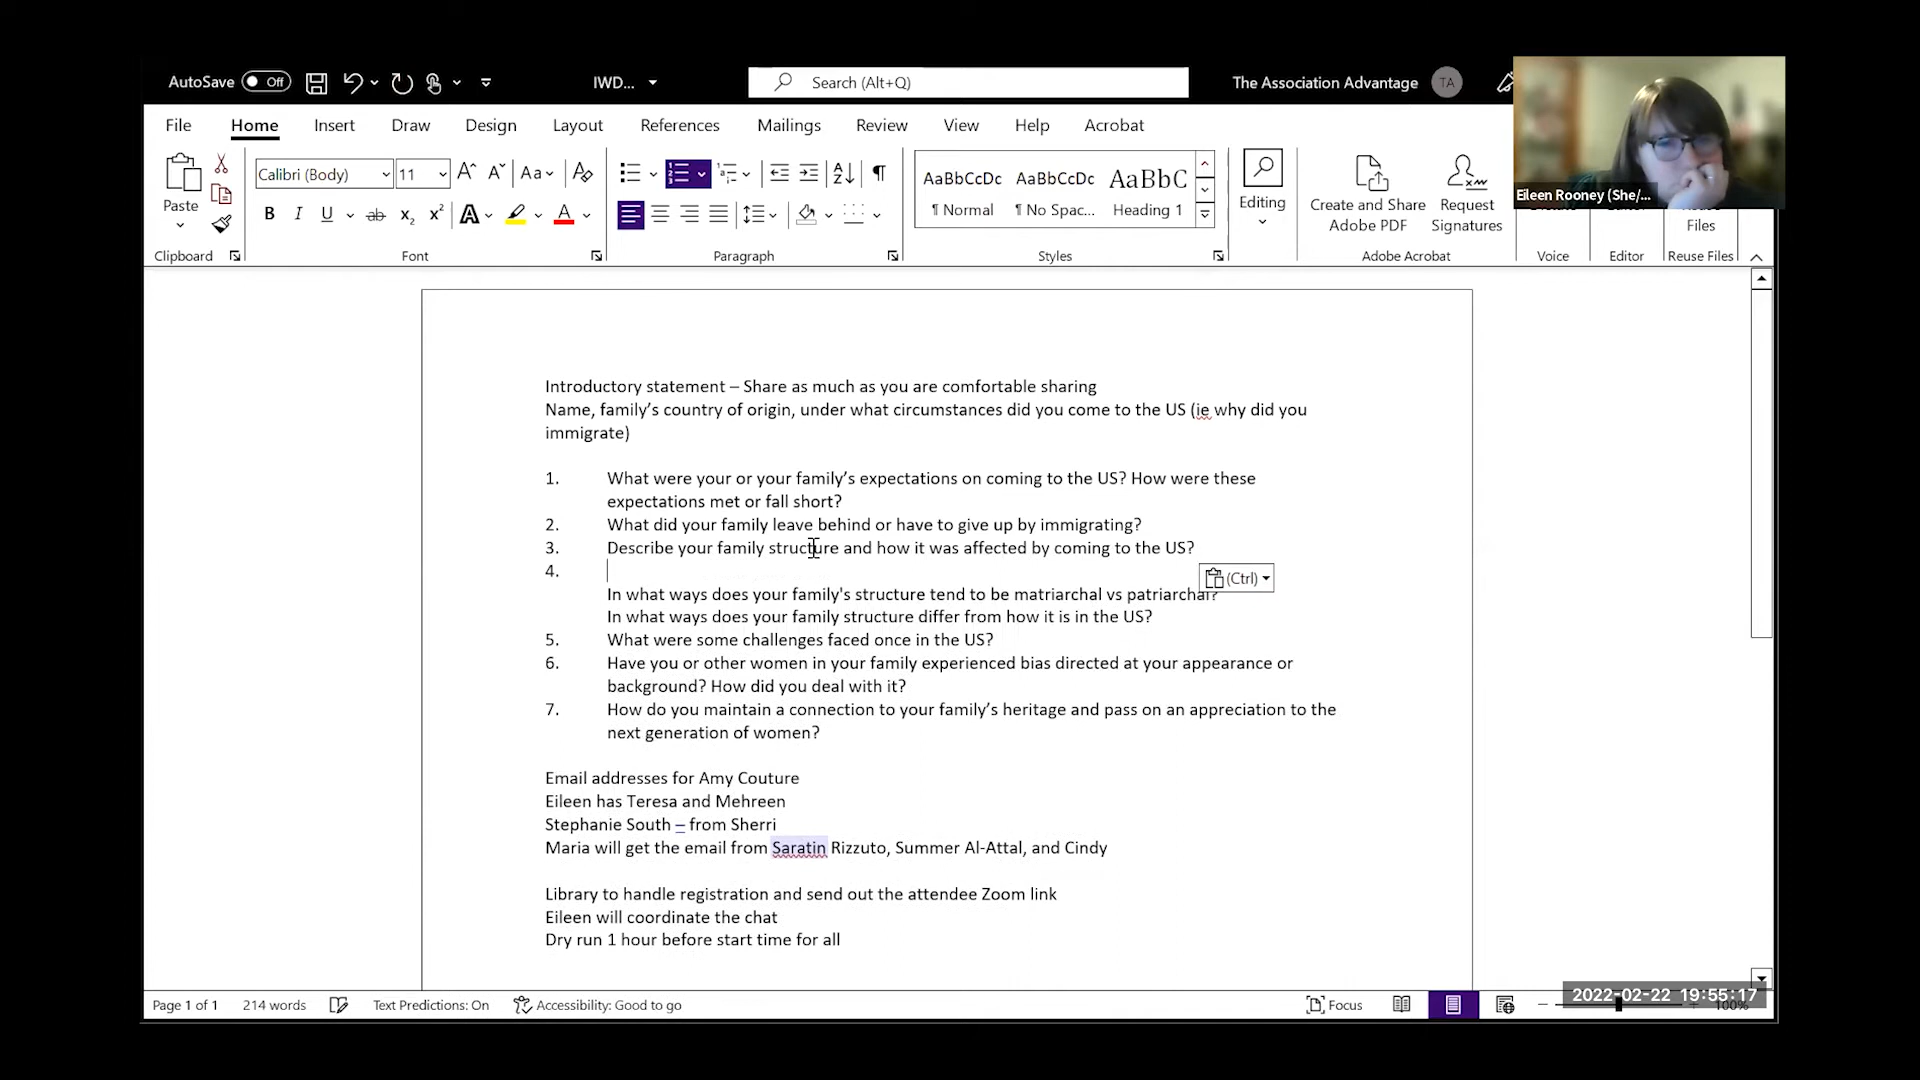 AutoSave Off IWD... Search (Alt+Q) The Association Advantage TA
File Home Insert Draw Design Layout References Mailings Review View Help Acrobat
Calibri (Body) 11 Aa
Paste
AaBbCcDc AaBbCcDc AaBbC
¶ Normal ¶ No Spac... Heading 1
Editing
Create and Share Adobe PDF
Request Signatures
Files
Eileen Rooney (She/...
Clipboard Font Paragraph Styles Adobe Acrobat Voice Editor Reuse Files
Introductory statement – Share as much as you are comfortable sharing
Name, family's country of origin, under what circumstances did you come to the US (ie why did you
immigrate)
1. What were your or your family's expectations on coming to the US? How were these
expectations met or fall short?
2. What did your family leave behind or have to give up by immigrating?
3. Describe your family structure and how it was affected by coming to the US?
4.
(Ctrl)
In what ways does your family's structure tend to be matriarchal vs patriarchal?
In what ways does your family structure differ from how it is in the US?
5. What were some challenges faced once in the US?
6. Have you or other women in your family experienced bias directed at your appearance or
background? How did you deal with it?
7. How do you maintain a connection to your family's heritage and pass on an appreciation to the
next generation of women?
Email addresses for Amy Couture
Eileen has Teresa and Mehreen
Stephanie South – from Sherri
Maria will get the email from Saratin Rizzuto, Summer Al-Attal, and Cindy
Library to handle registration and send out the attendee Zoom link
Eileen will coordinate the chat
Dry run 1 hour before start time for all
Page 1 of 1 214 words Text Predictions: On Accessibility: Good to go Focus 100%
2022-02-22 19:55:17